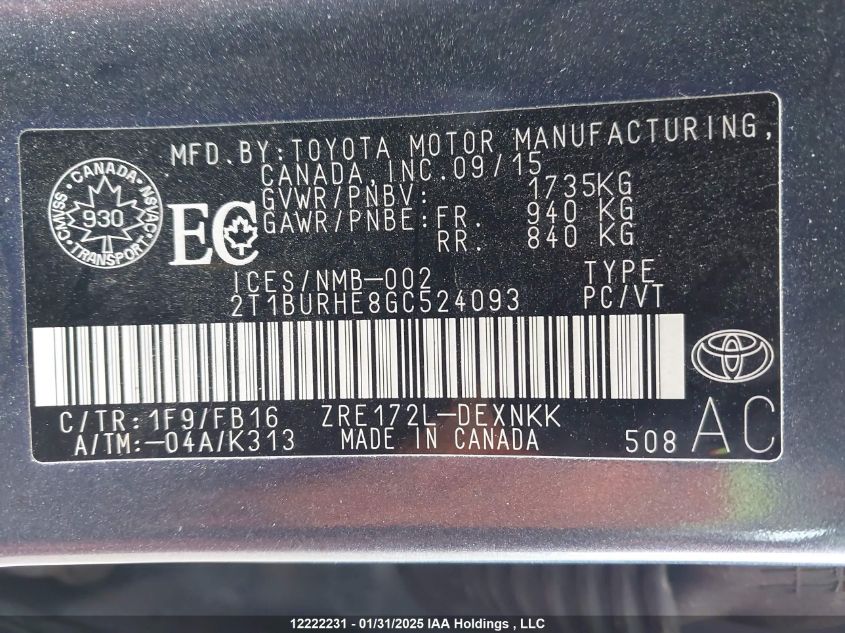 MFD.BY:TOYOTA MOTOR MANUFACTURING,
CANADA,INC.09/15
GVWR/PNBV: 1735KG
GAWR/PNBE:FR. 940 KG
RR. 840 KG
CANADA
CMVSS 930 NSVAC
TRANSPORT
EC
ICES/NMB-002 TYPE
2T1BURHE8GC524093 PC/VT
C/TR:1F9/FB16 ZRE172L-DEXNKK
A/TM:-04A/K313 MADE IN CANADA 508 AC
12222231 - 01/31/2025 IAA Holdings , LLC